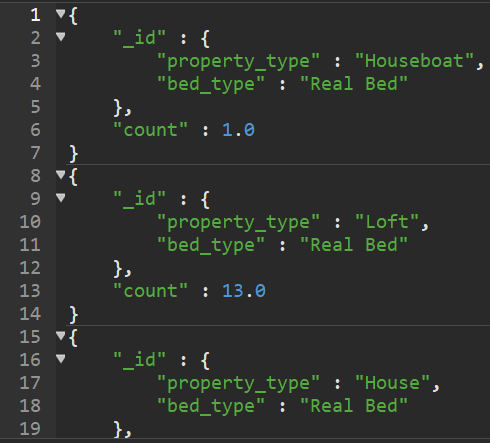 1 {
2 "_id" : {
3 "property_type" : "Houseboat",
4 "bed_type" : "Real Bed"
5 },
6 "count" : 1.0
7 }
8 {
9 "_id" : {
10 "property_type" : "Loft",
11 "bed_type" : "Real Bed"
12 },
13 "count" : 13.0
14 }
15 {
16 "_id" : {
17 "property_type" : "House",
18 "bed_type" : "Real Bed"
19 },